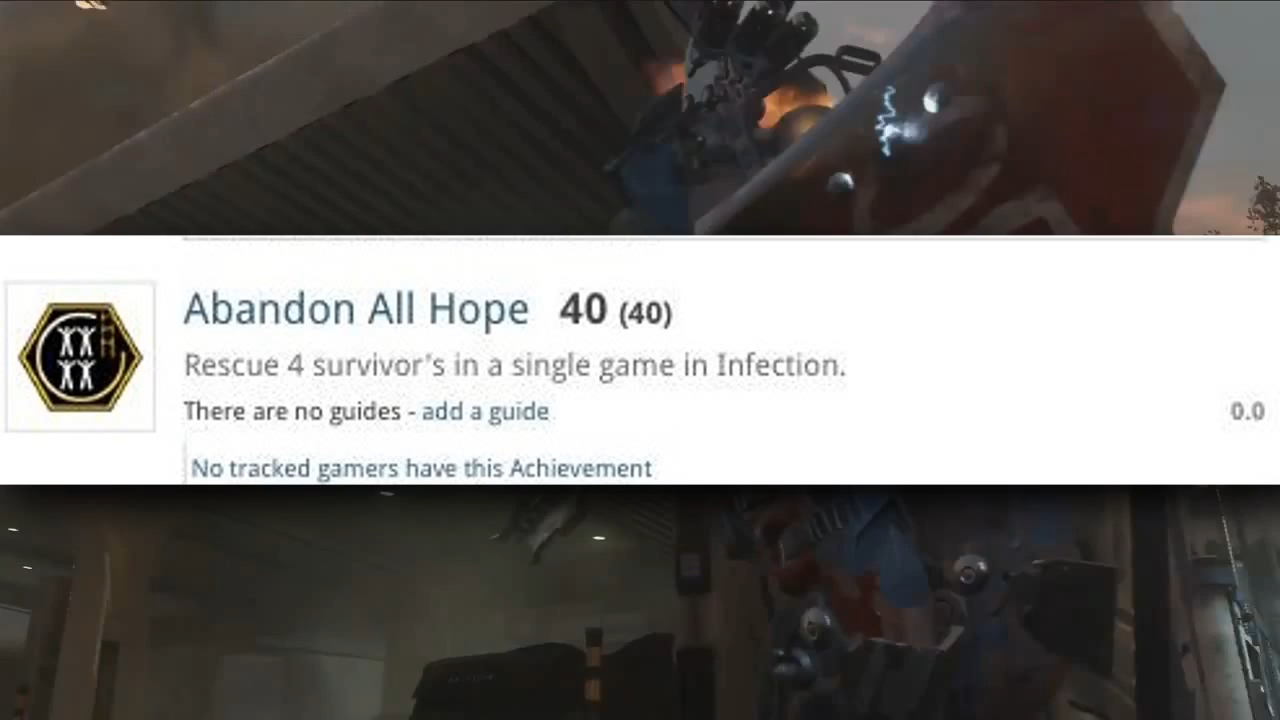 Abandon All Hope 40 (40)
Rescue 4 survivor's in a single game in Infection.
There are no guides - add a guide
0.0
No tracked gamers have this Achievement